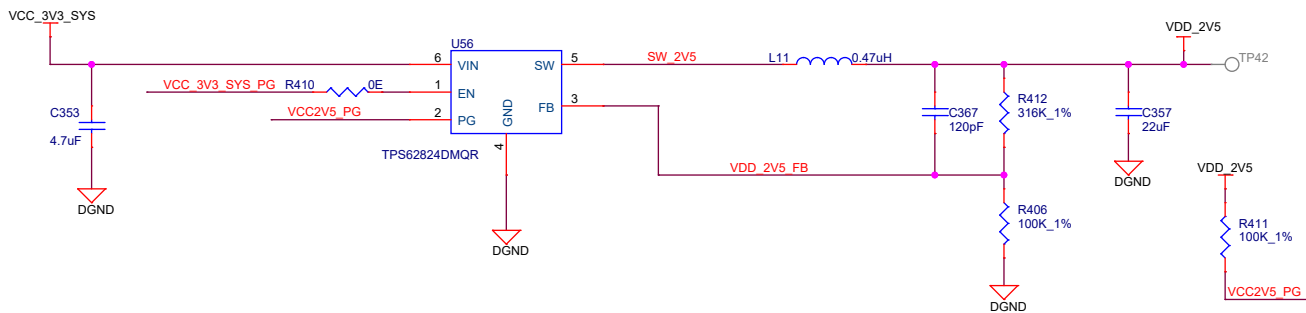 VCC_3V3_SYS
C353
4.7uF
DGND
VCC_3V3_SYS_PG
R410
0E
VCC2V5_PG
U56
6
VIN
1
EN
2
PG
GND
4
SW
5
FB
3
TPS62824DMQR
DGND
SW_2V5
L11
0.47uH
VDD_2V5_FB
C367
120pF
R412
316K_1%
R406
100K_1%
DGND
C357
22uF
DGND
VDD_2V5
TP42
VDD_2V5
R411
100K_1%
VCC2V5_PG